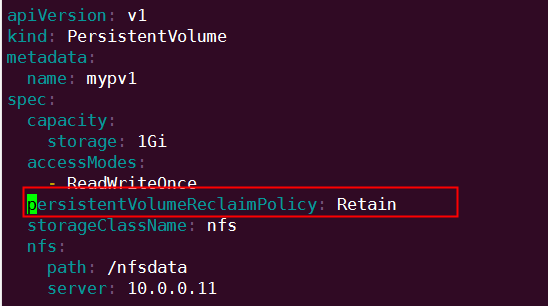 apiVersion: v1
kind: PersistentVolume
metadata:
  name: mypv1
spec:
  capacity:
    storage: 1Gi
  accessModes:
    - ReadWriteOnce
  persistentVolumeReclaimPolicy: Retain
  storageClassName: nfs
  nfs:
    path: /nfsdata
    server: 10.0.0.11